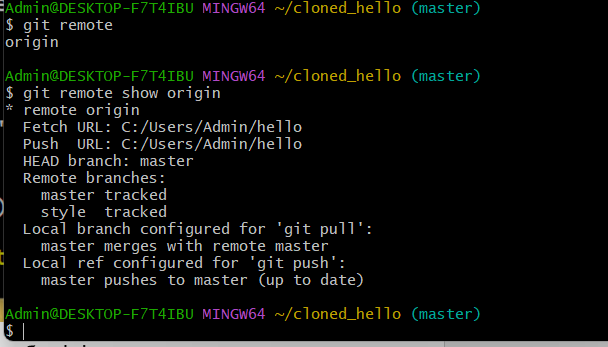 Admin@DESKTOP-F7T4IBU MINGW64 ~/cloned_hello (master)
$ git remote
origin

Admin@DESKTOP-F7T4IBU MINGW64 ~/cloned_hello (master)
$ git remote show origin
* remote origin
  Fetch URL: C:/Users/Admin/hello
  Push  URL: C:/Users/Admin/hello
  HEAD branch: master
  Remote branches:
    master tracked
    style  tracked
  Local branch configured for 'git pull':
    master merges with remote master
  Local ref configured for 'git push':
    master pushes to master (up to date)

Admin@DESKTOP-F7T4IBU MINGW64 ~/cloned_hello (master)
$